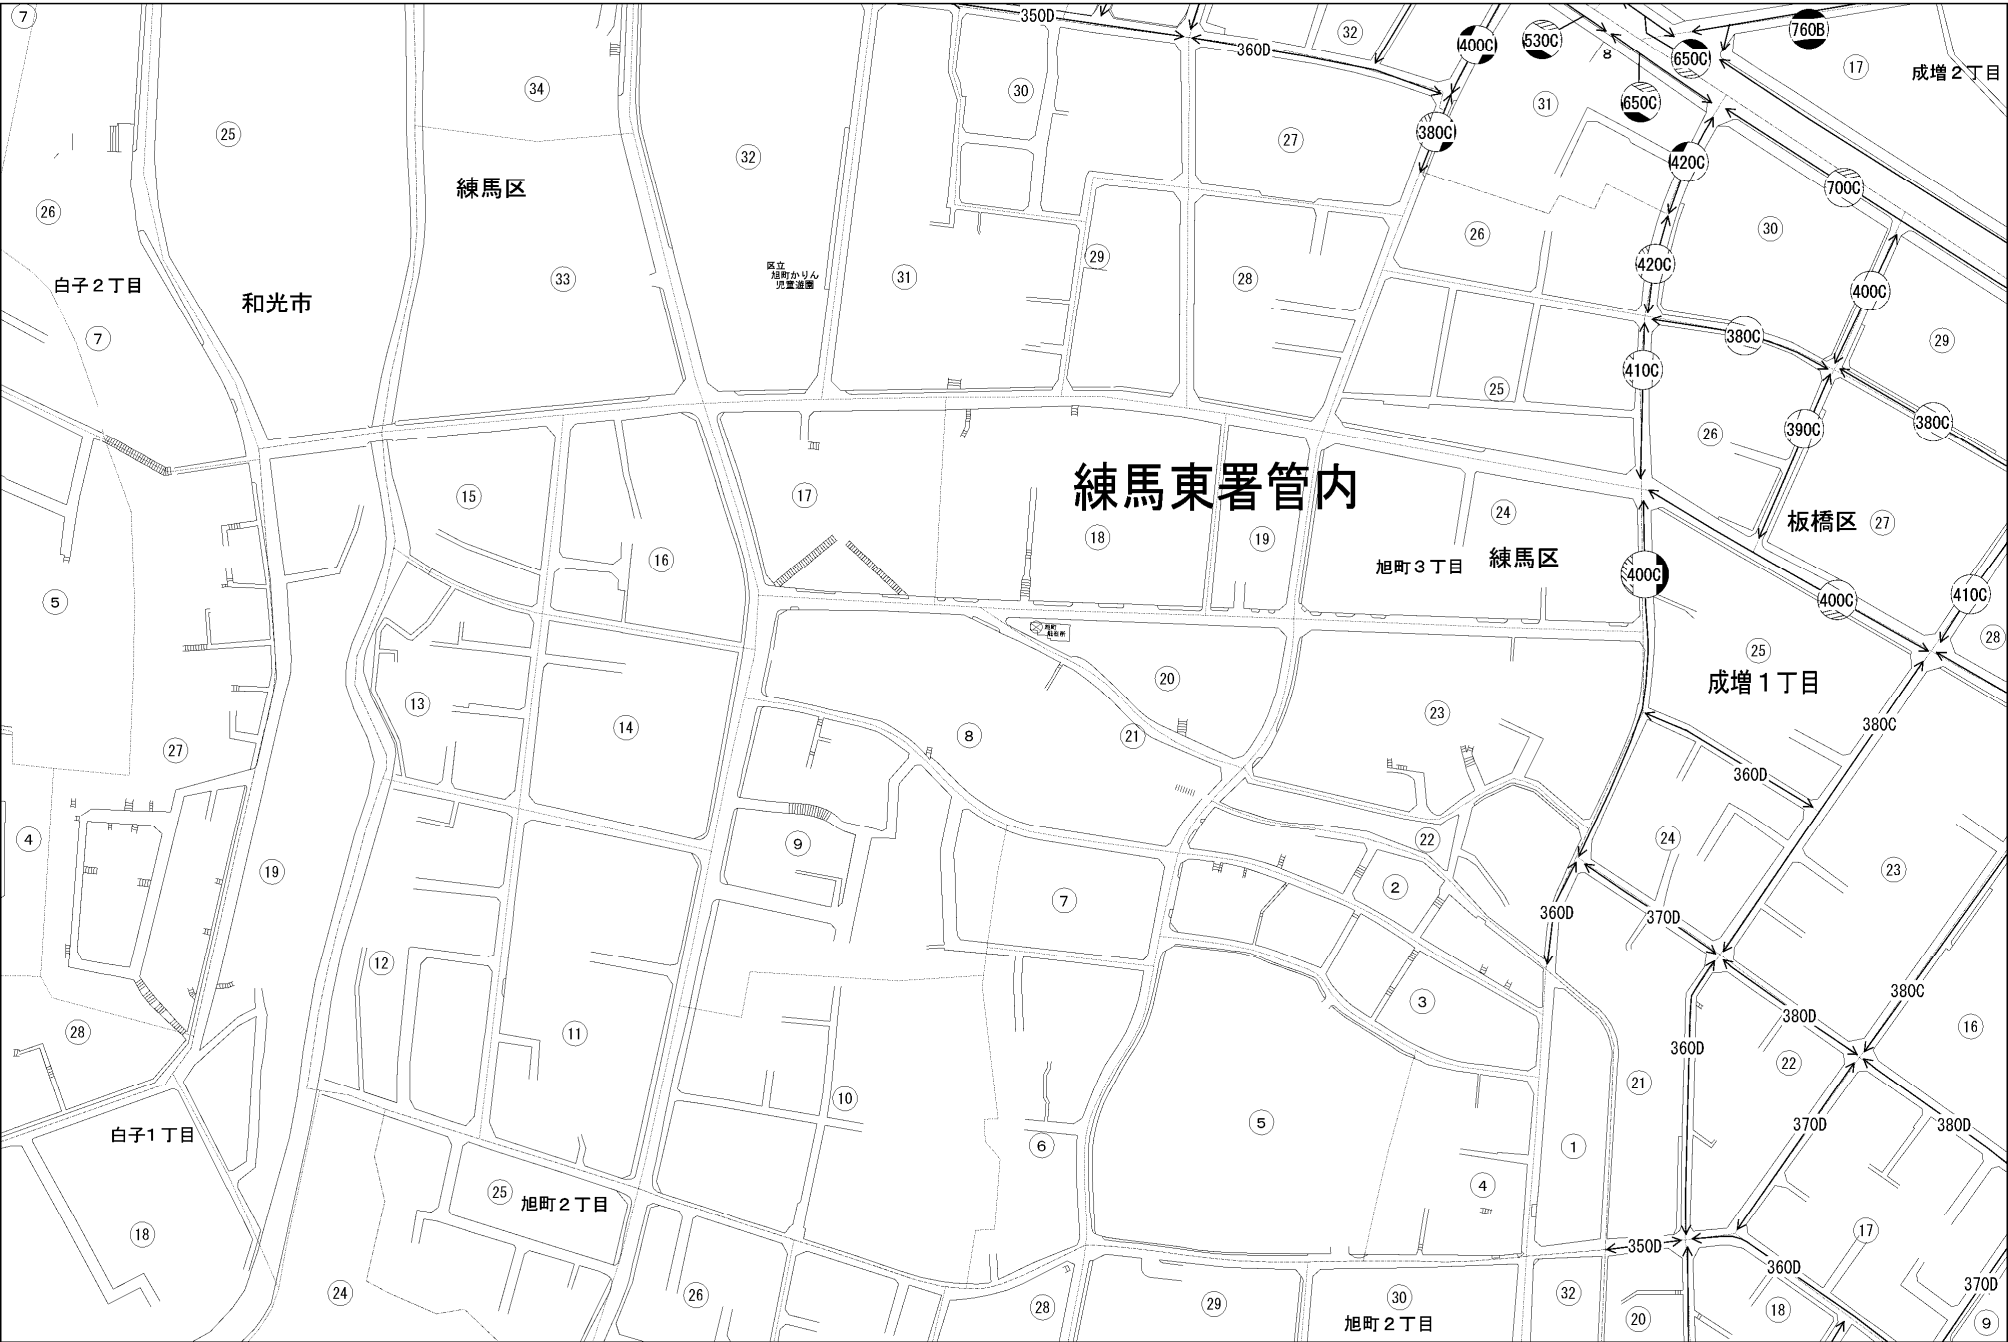 7
350D
360D
32
400C
530C
650C
760B
8
17
成増2丁目
34
30
31
650C
25
32
27
380C
420C
700C
練馬区
26
26
30
29
420C
区立
旭町かりん
児童遊園
31
28
400C
白子2丁目
和光市
33
7
380C
29
410C
25
26
390C
380C
練馬東署管内
15
17
24
板橋区
27
18
19
16
旭町3丁目
練馬区
400C
400C
410C
5
28
25
20
成増1丁目
13
14
8
21
23
380C
27
360D
4
9
22
24
19
2
23
7
360D
370D
12
3
380C
28
11
380D
16
360D
22
21
10
5
370D
380D
白子1丁目
6
1
25
旭町2丁目
4
18
17
350D
360D
370D
24
26
28
29
30
32
20
18
9
旭町2丁目